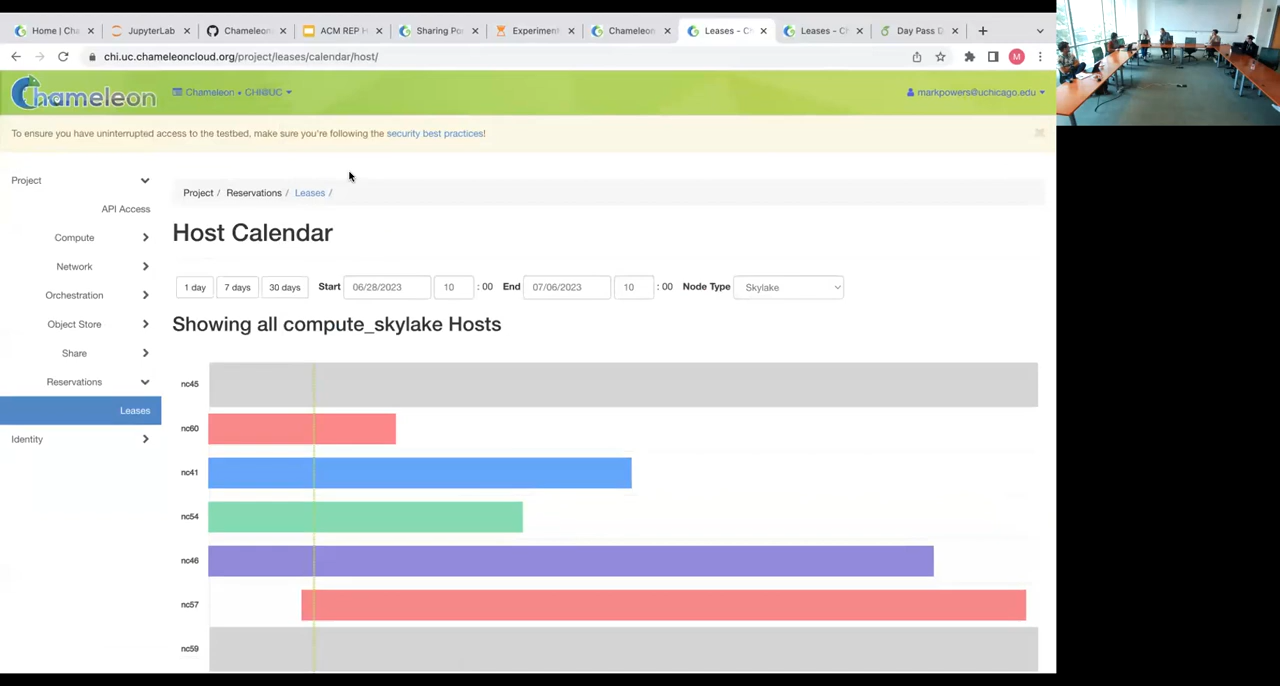 Home | Cha
JupyterLab
Chameleon
ACM REP H
Sharing Por
Experiment
Chameleon
Leases - C
Leases - Ch
Day Pass D
chi.uc.chameleoncloud.org/project/leases/calendar/host/
M
Chameleon
Chameleon • CHI@UC
markpowers@uchicago.edu
To ensure you have uninterrupted access to the testbed, make sure you're following the security best practices!
Project
API Access
Compute
Network
Orchestration
Object Store
Share
Reservations
Leases
Identity
Project / Reservations / Leases /
Host Calendar
1 day 7 days 30 days Start 06/28/2023 10 : 00 End 07/06/2023 10 : 00 Node Type Skylake
Showing all compute_skylake Hosts
nc45
nc60
nc41
nc54
nc46
nc57
nc59